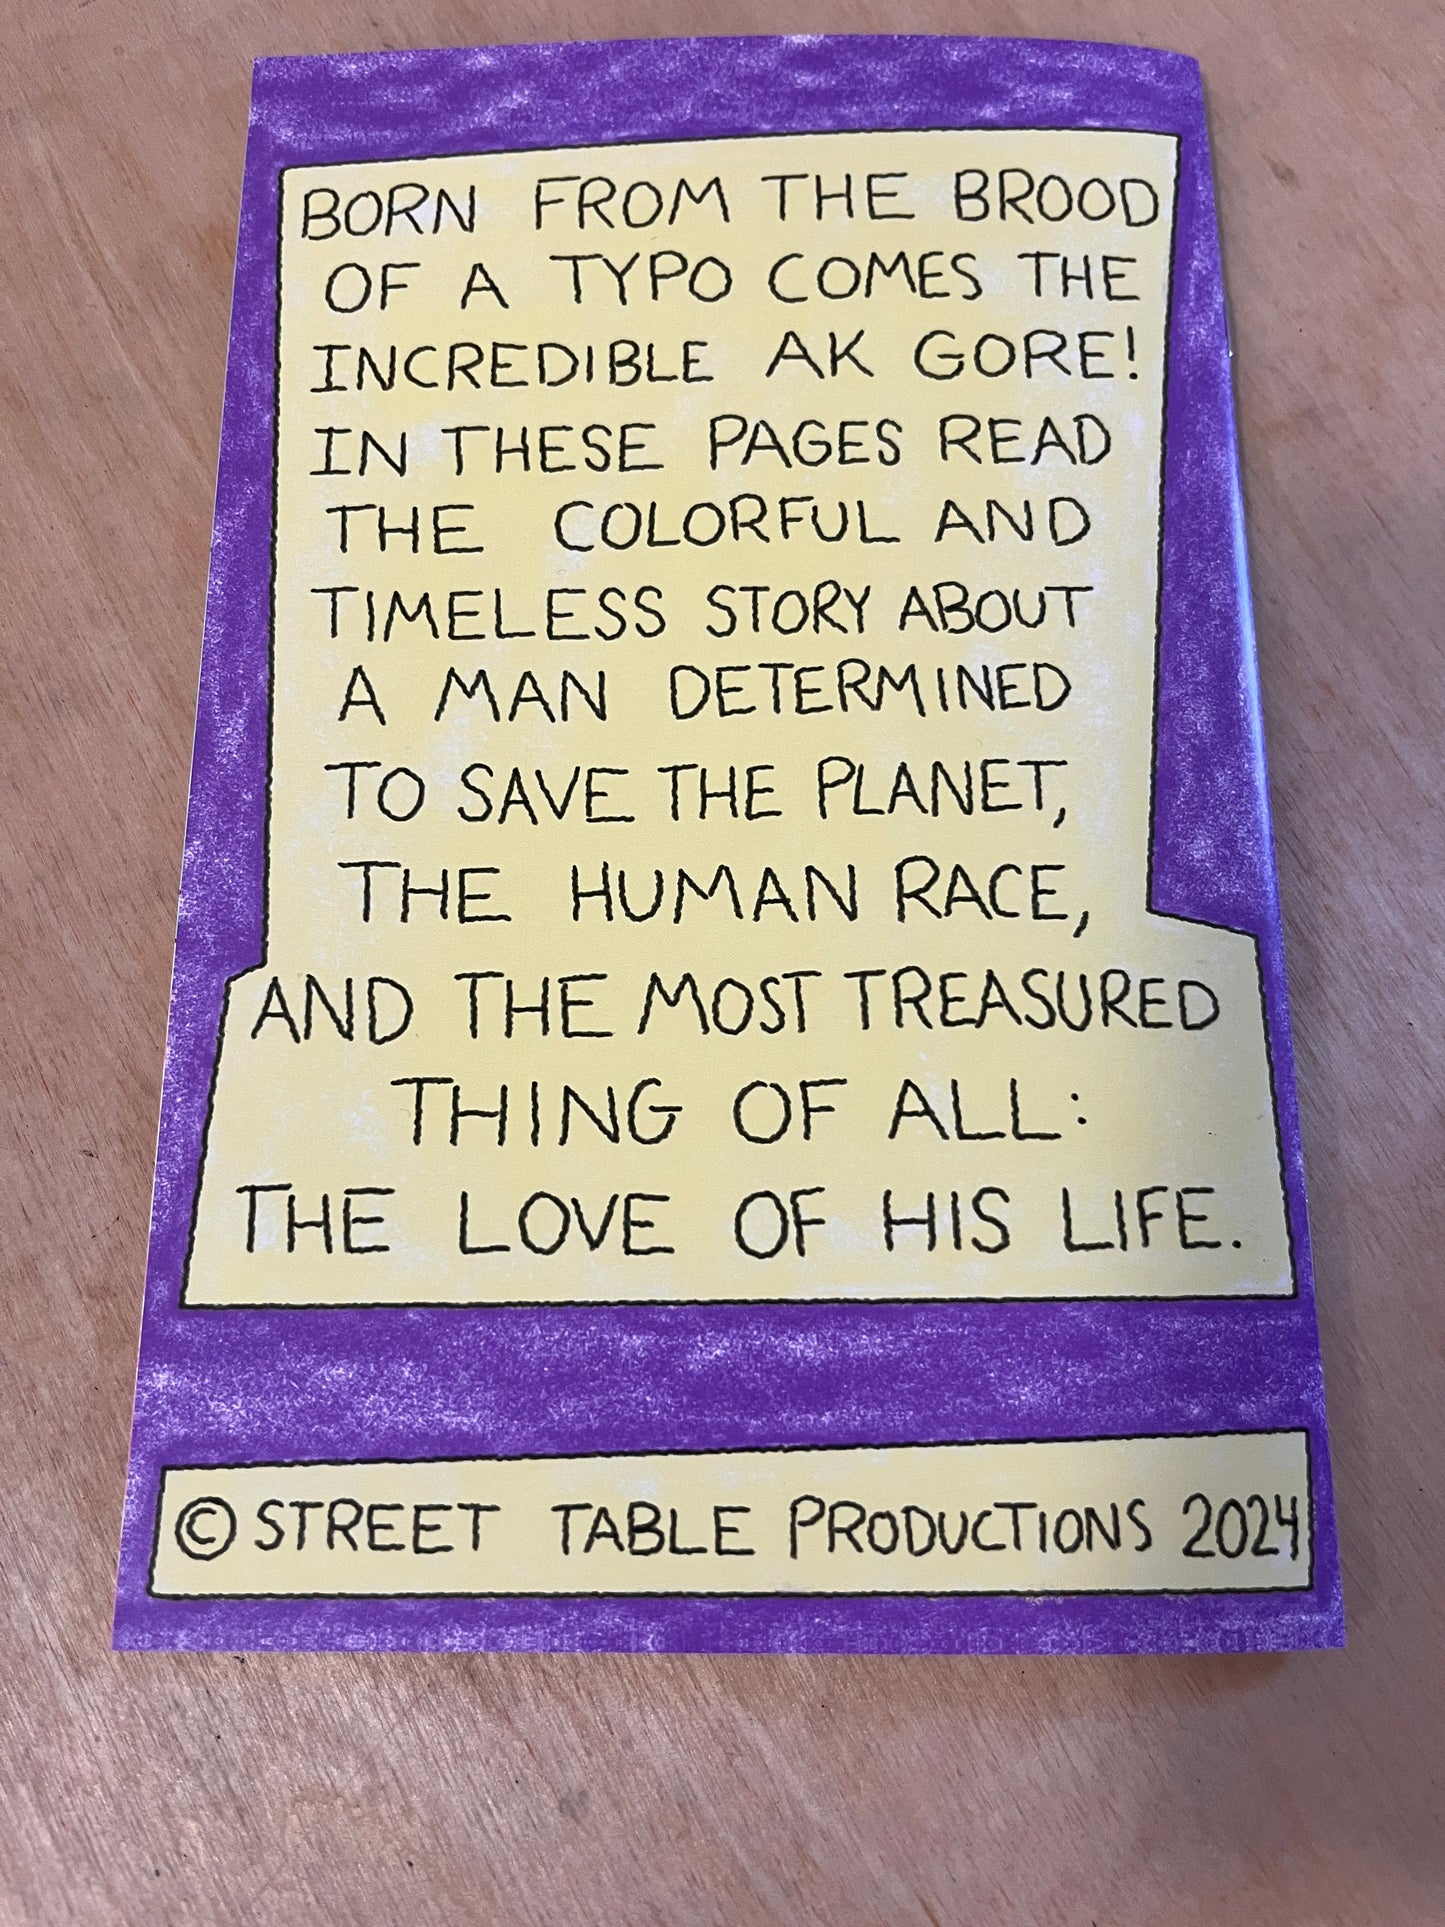 BORN FROM THE BROOD
OF A TYPO COMES THE
INCREDIBLE AK GORE!
IN THESE PAGES READ
THE COLORFUL AND
TIMELESS STORY ABOUT
A MAN DETERMINED
TO SAVE THE PLANET,
THE HUMAN RACE,
AND THE MOST TREASURED
THING OF ALL:
THE LOVE OF HIS LIFE.
© STREET TABLE PRODUCTIONS 2024